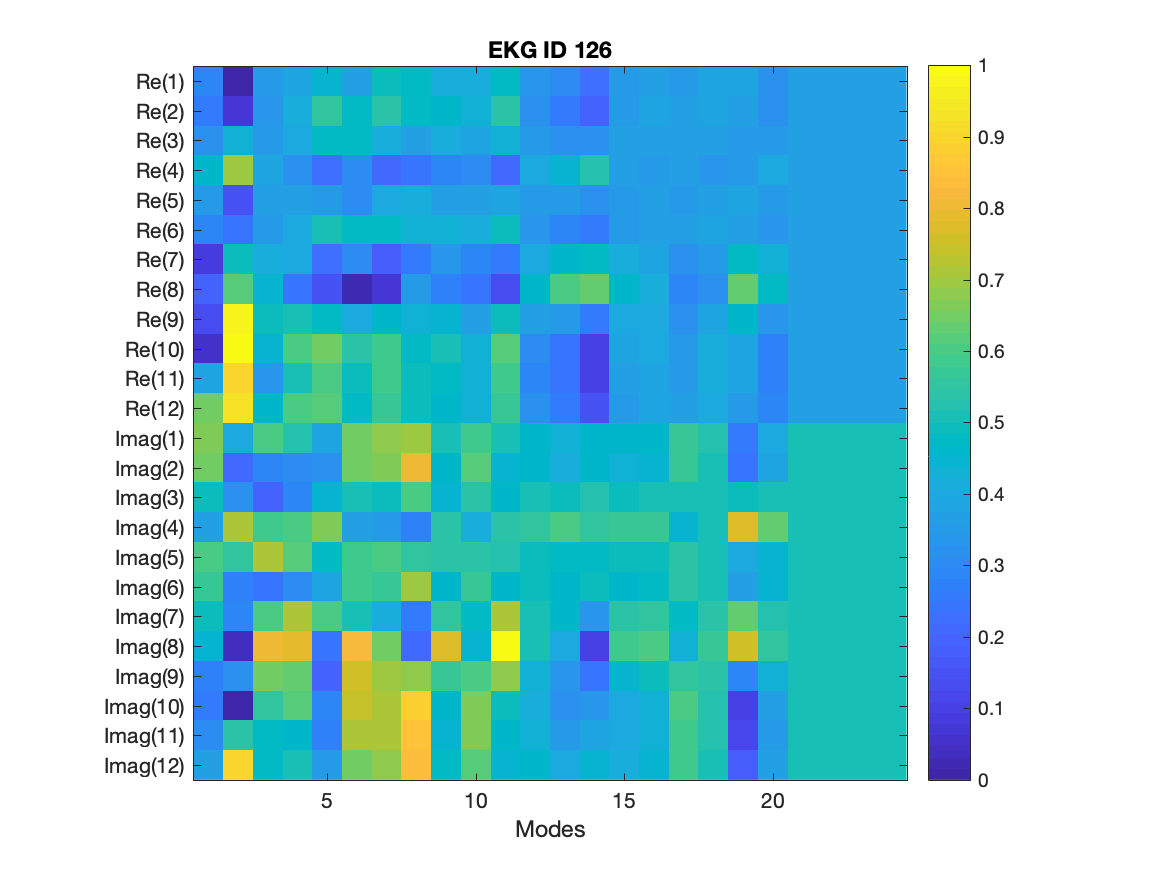 EKG ID 126
Re(1)
Re(2)
Re(3)
Re(4)
Re(5)
Re(6)
Re(7)
Re(8)
Re(9)
Re(10)
Re(11)
Re(12)
Imag(1)
Imag(2)
Imag(3)
Imag(4)
Imag(5)
Imag(6)
Imag(7)
Imag(8)
Imag(9)
Imag(10)
Imag(11)
Imag(12)
5 10 15 20
Modes
1
0.9
0.8
0.7
0.6
0.5
0.4
0.3
0.2
0.1
0